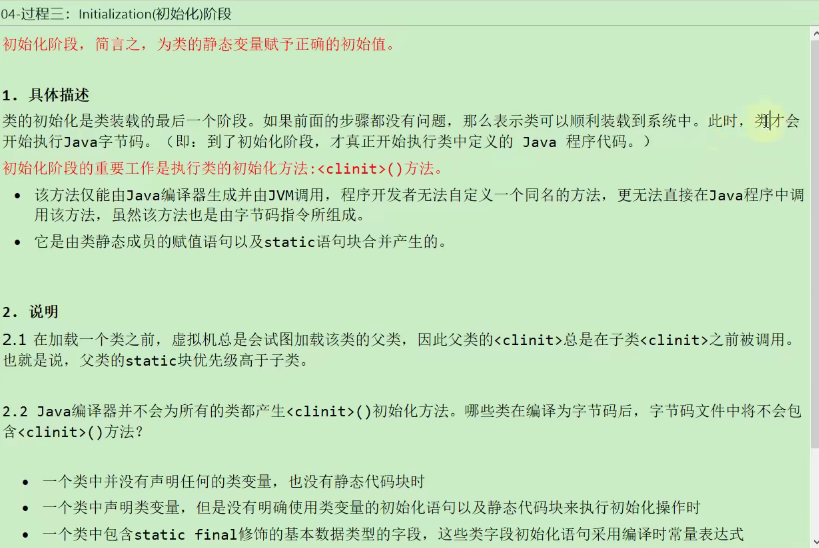 04-过程三：Initialization(初始化)阶段
初始化阶段，简言之，为类的静态变量赋予正确的初始值。
1. 具体描述
类的初始化是类装载的最后一个阶段。如果前面的步骤都没有问题，那么表示类可以顺利装载到系统中。此时，类才会
开始执行Java字节码。（即：到了初始化阶段，才真正开始执行类中定义的 Java 程序代码。）
初始化阶段的重要工作是执行类的初始化方法:<clinit>()方法。
• 该方法仅能由Java编译器生成并由JVM调用，程序开发者无法自定义一个同名的方法，更无法直接在Java程序中调
用该方法，虽然该方法也是由字节码指令所组成。
• 它是由类静态成员的赋值语句以及static语句块合并产生的。
2. 说明
2.1 在加载一个类之前，虚拟机总是会试图加载该类的父类，因此父类的<clinit>总是在子类<clinit>之前被调用。
也就是说，父类的static块优先级高于子类。
2.2 Java编译器并不会为所有的类都产生<clinit>()初始化方法。哪些类在编译为字节码后，字节码文件中将不会包
含<clinit>()方法？
• 一个类中并没有声明任何的类变量，也没有静态代码块时
• 一个类中声明类变量，但是没有明确使用类变量的初始化语句以及静态代码块来执行初始化操作时
• 一个类中包含static final修饰的基本数据类型的字段，这些类字段初始化语句采用编译时常量表达式